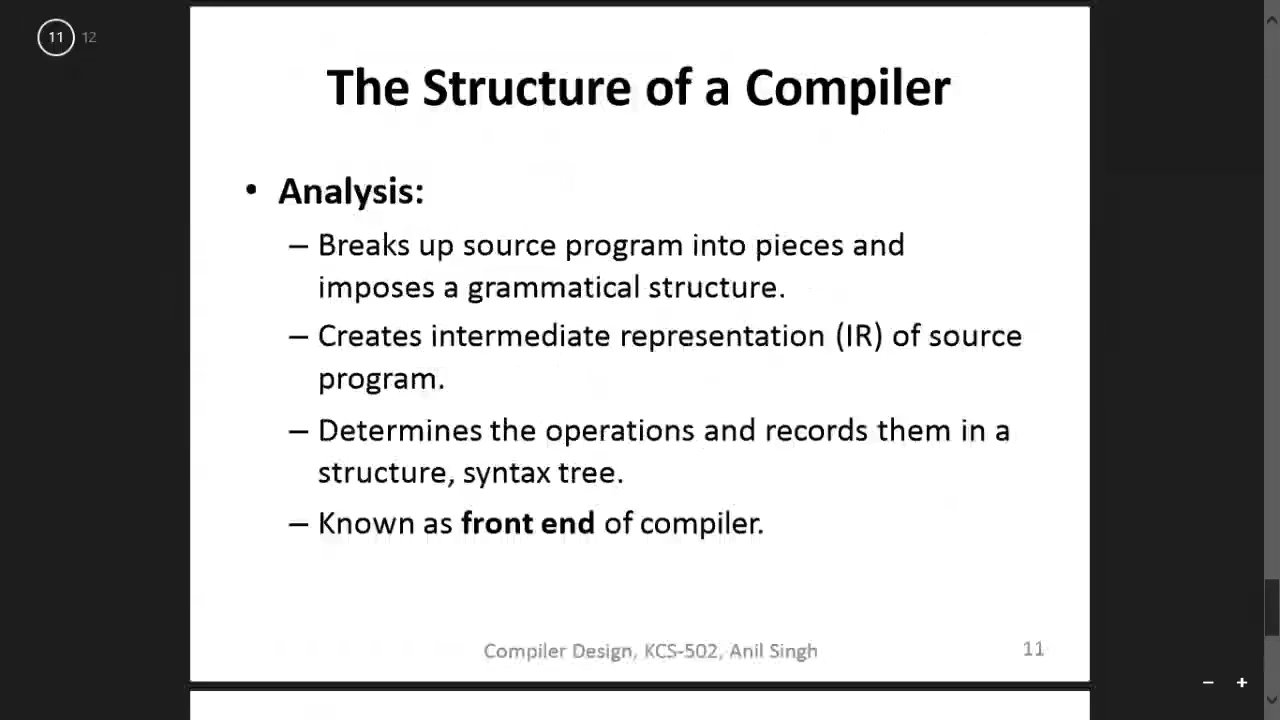 11 12
The Structure of a Compiler
• Analysis:
– Breaks up source program into pieces and
imposes a grammatical structure.
– Creates intermediate representation (IR) of source
program.
– Determines the operations and records them in a
structure, syntax tree.
– Known as front end of compiler.
Compiler Design, KCS-502, Anil Singh 11